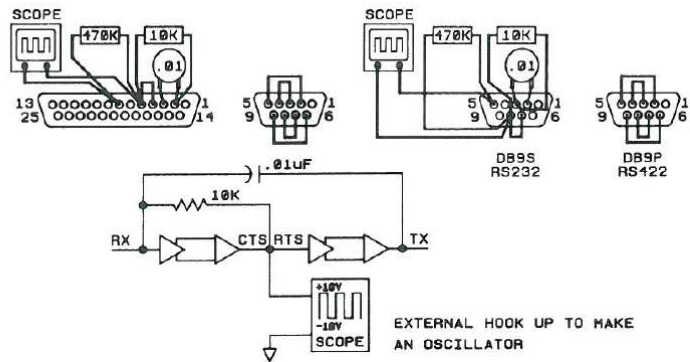 SCOPE
470K
10K
.01
13
25
1
14
5
9
1
6
SCOPE
470K
10K
.01
5
9
1
6
DB9S
RS232
5
9
1
6
DB9P
RS422
.01uF
10K
RX
CTS
RTS
TX
+10V
-10V
SCOPE
EXTERNAL HOOK UP TO MAKE
AN OSCILLATOR